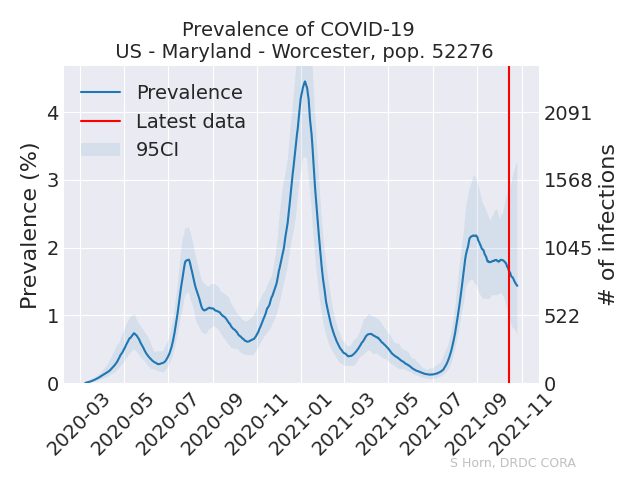 Prevalence of COVID-19
US - Maryland - Worcester, pop. 52276
Prevalence
Latest data
95CI
Prevalence (%)
4
3
2
1
0
2091
1568
1045
522
0
# of infections
2020-03
2020-05
2020-07
2020-09
2020-11
2021-01
2021-03
2021-05
2021-07
2021-09
2021-11
S Horn, DRDC CORA